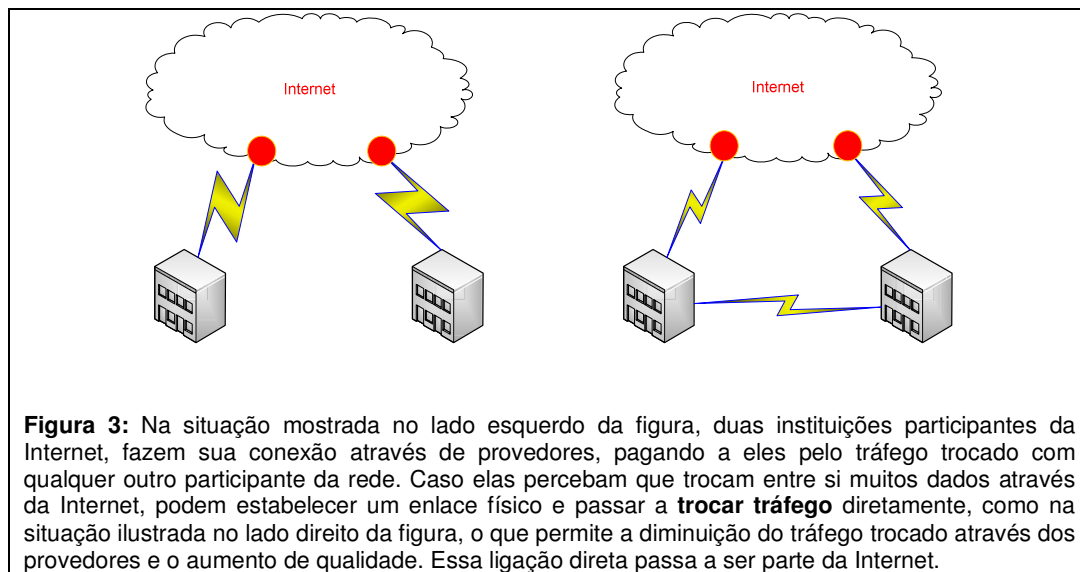 Internet
Internet
Figura 3: Na situação mostrada no lado esquerdo da figura, duas instituições participantes da
Internet, fazem sua conexão através de provedores, pagando a eles pelo tráfego trocado com
qualquer outro participante da rede. Caso elas percebam que trocam entre si muitos dados através
da Internet, podem estabelecer um enlace físico e passar a trocar tráfego diretamente, como na
situação ilustrada no lado direito da figura, o que permite a diminuição do tráfego trocado através dos
provedores e o aumento de qualidade. Essa ligação direta passa a ser parte da Internet.